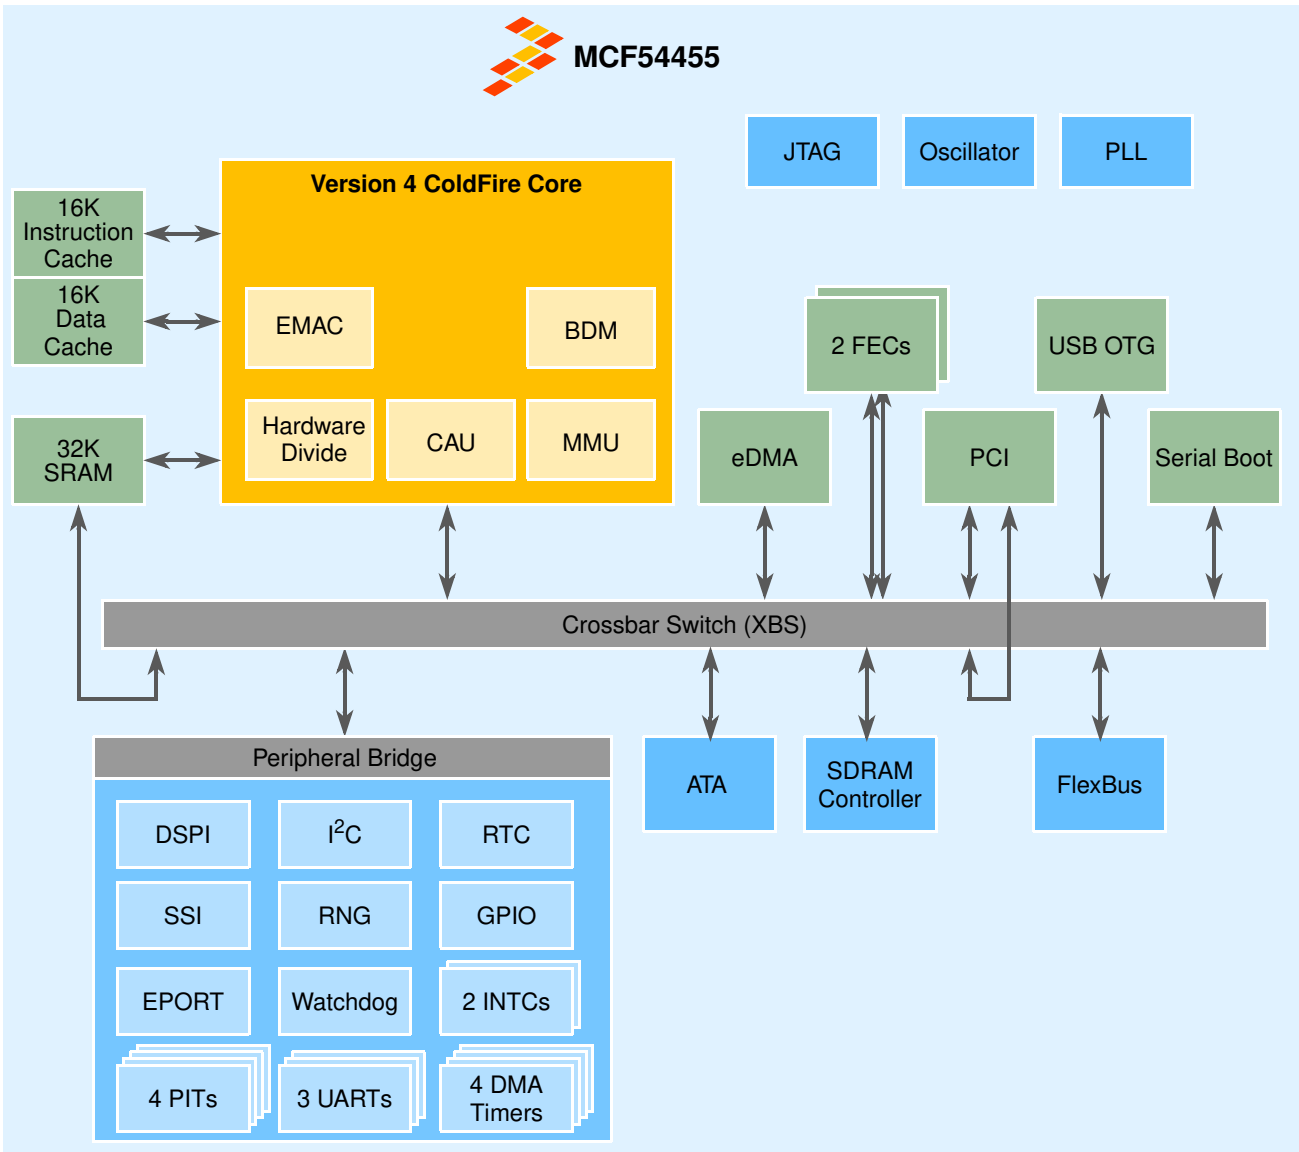 MCF54455
JTAG
Oscillator
PLL
Version 4 ColdFire Core
16K
Instruction
Cache
16K
Data
Cache
32K
SRAM
EMAC
BDM
Hardware
Divide
CAU
MMU
2 FECs
USB OTG
eDMA
PCI
Serial Boot
Crossbar Switch (XBS)
Peripheral Bridge
DSPI
I²C
RTC
SSI
RNG
GPIO
EPORT
Watchdog
2 INTCs
4 PITs
3 UARTs
4 DMA
Timers
ATA
SDRAM
Controller
FlexBus